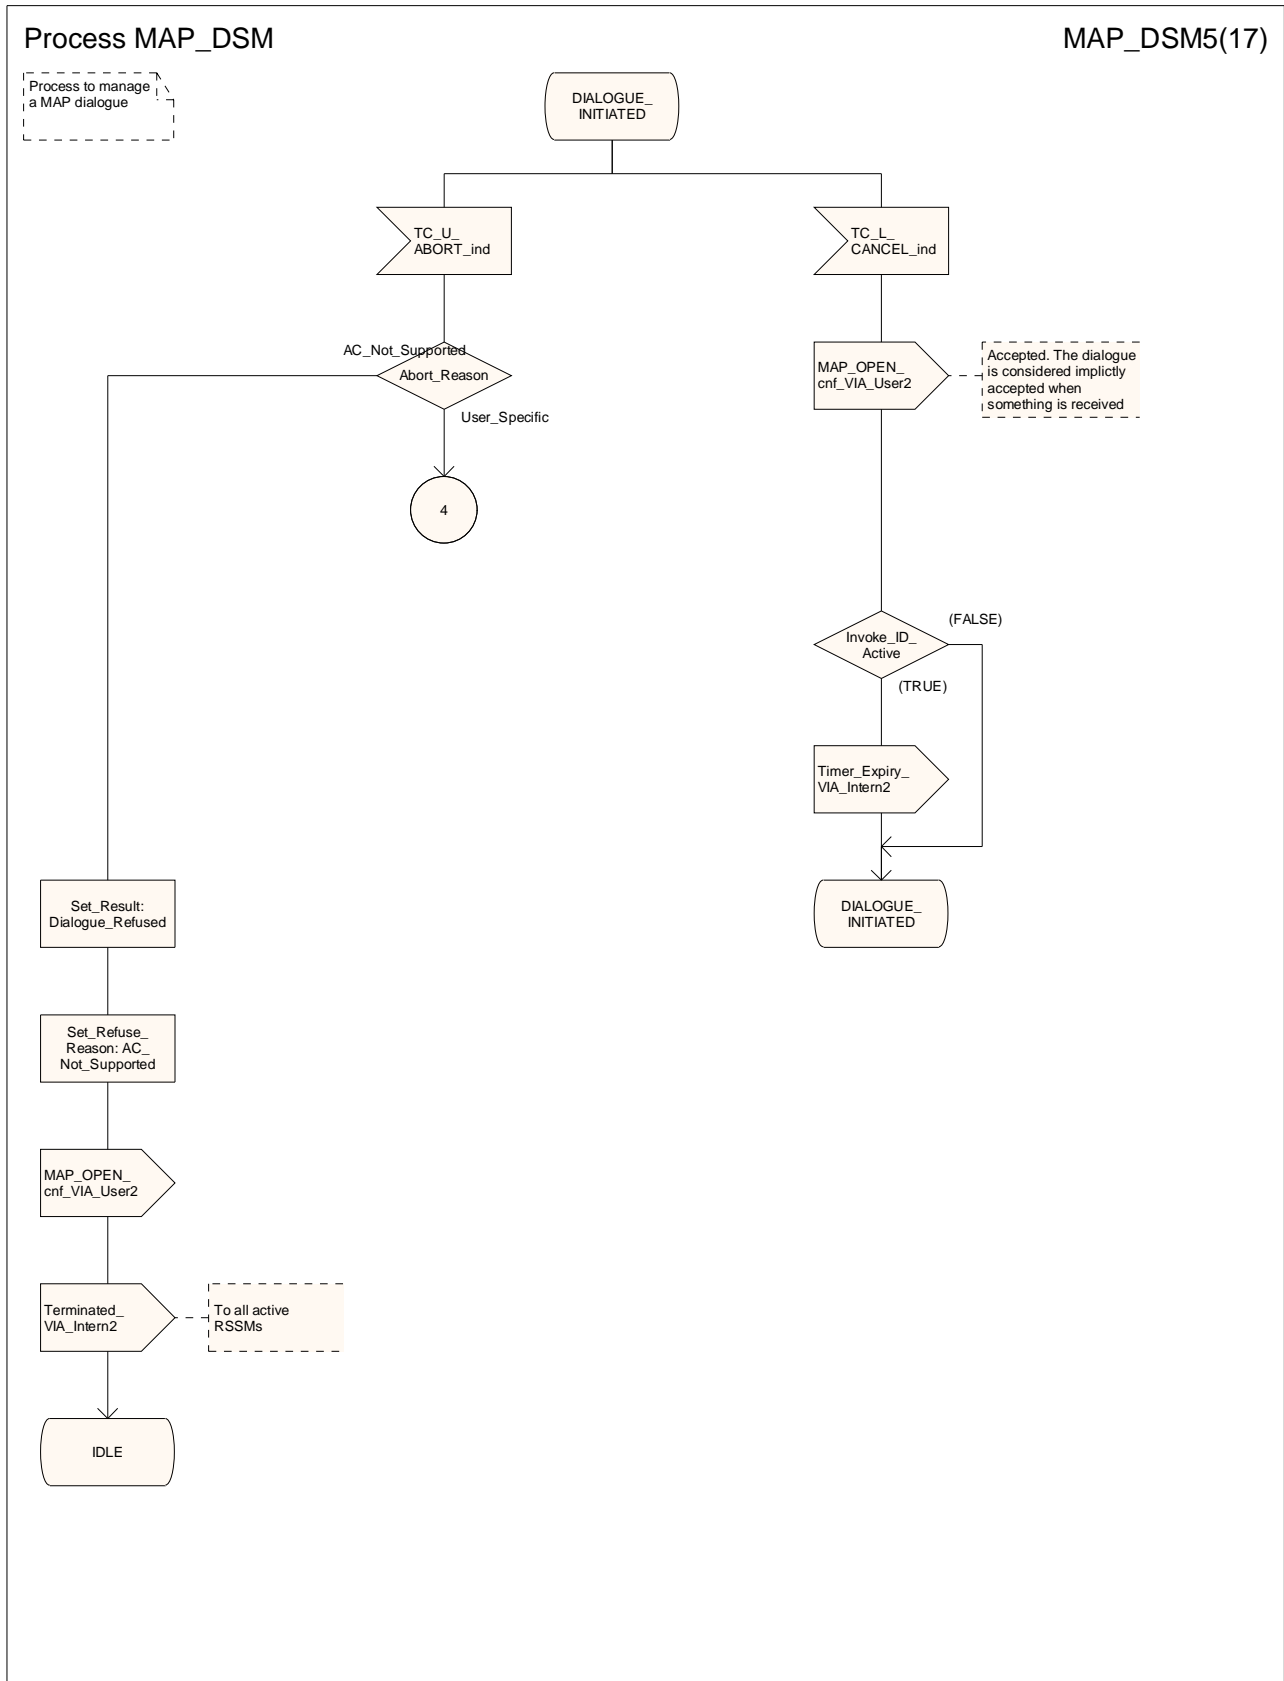 Process MAP_DSM
MAP_DSM5(17)
Process to manage
a MAP dialogue
DIALOGUE_
INITIATED
TC_U_
ABORT_ind
TC_L_
CANCEL_ind
AC_Not_Supported
Abort_Reason
User_Specific
4
MAP_OPEN_
cnf_VIA_User2
Accepted. The dialogue
is considered implictly
accepted when
something is received
(FALSE)
Invoke_ID_
Active
(TRUE)
Timer_Expiry_
VIA_Intern2
DIALOGUE_
INITIATED
Set_Result:
Dialogue_Refused
Set_Refuse_
Reason: AC_
Not_Supported
MAP_OPEN_
cnf_VIA_User2
Terminated_
VIA_Intern2
To all active
RSSMs
IDLE